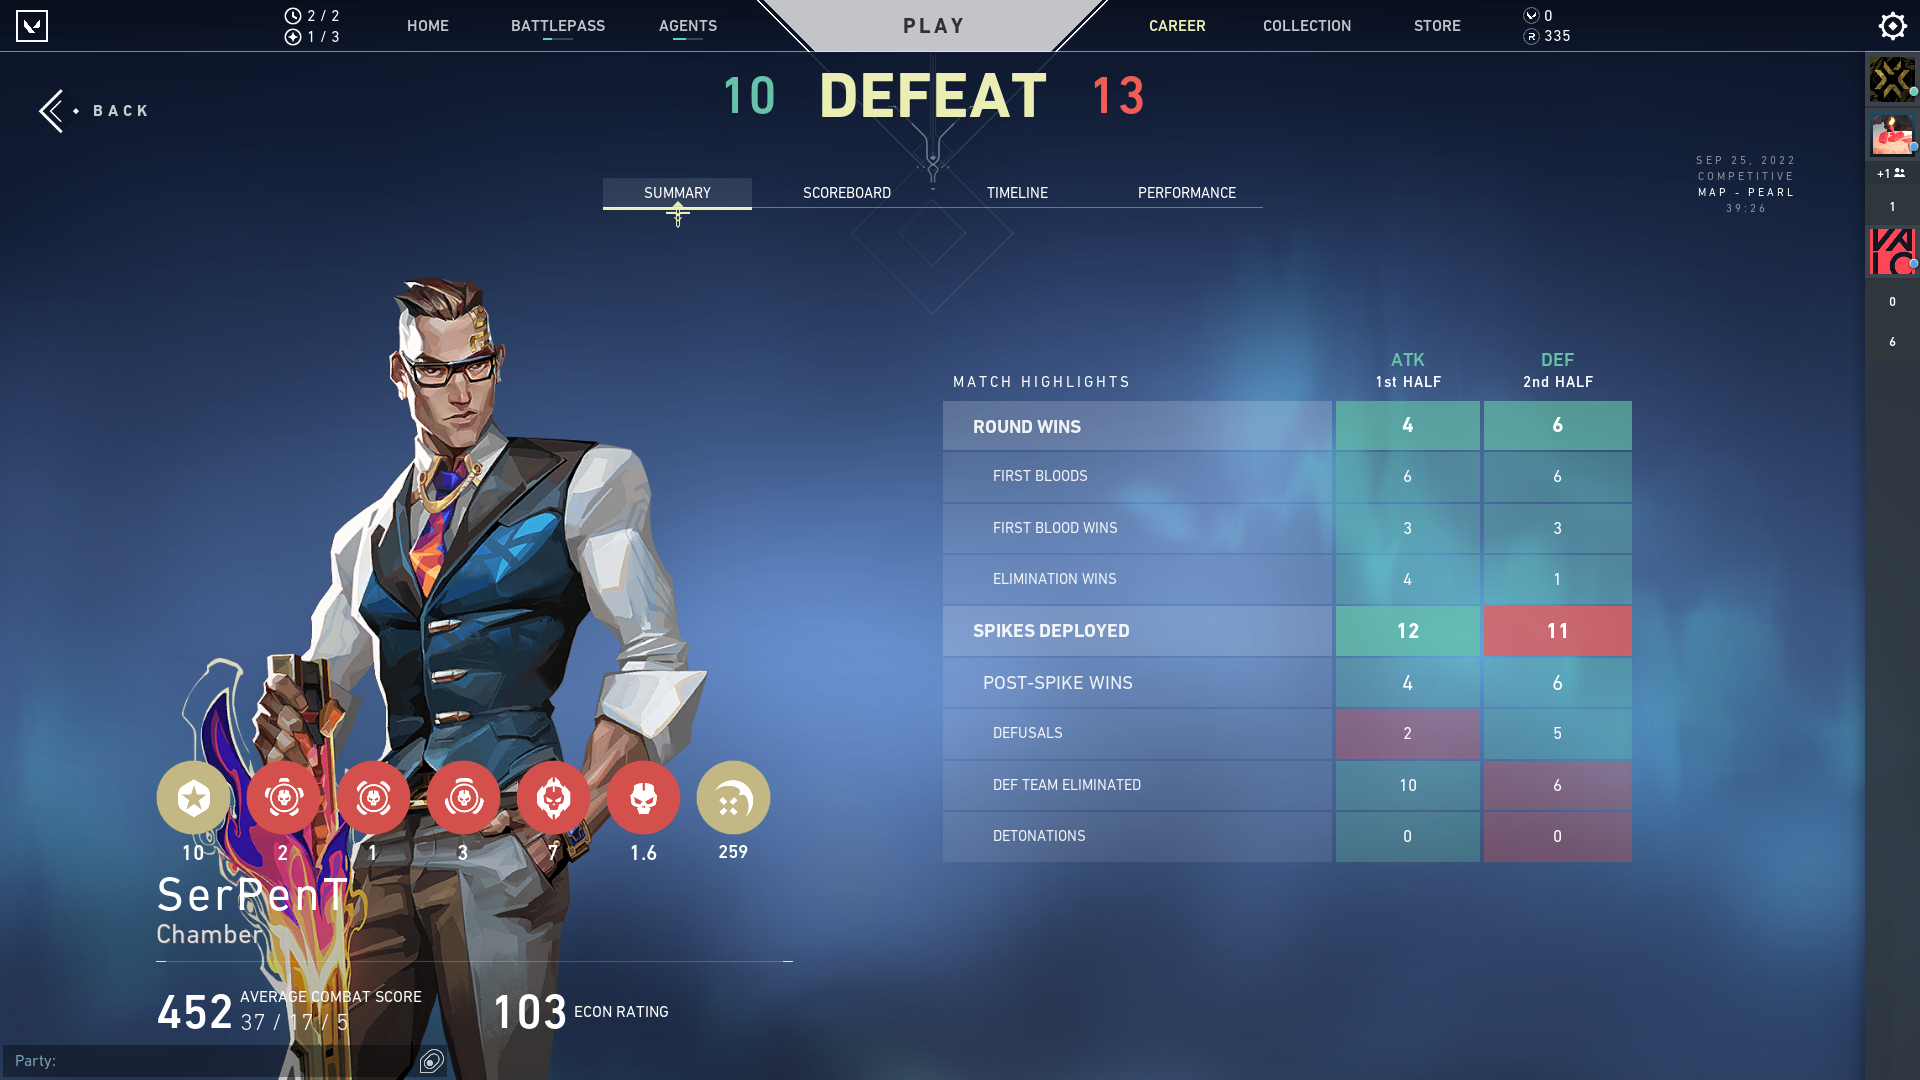 2 / 2
1 / 3
HOME
BATTLEPASS
AGENTS
PLAY
CAREER
COLLECTION
STORE
0
335
BACK
10 DEFEAT 13
SUMMARY
SCOREBOARD
TIMELINE
PERFORMANCE
SEP 25, 2022
COMPETITIVE
MAP - PEARL
39:26
+1
1
0
6
ATK DEF
MATCH HIGHLIGHTS 1st HALF 2nd HALF
ROUND WINS 4 6
FIRST BLOODS 6 6
FIRST BLOOD WINS 3 3
ELIMINATION WINS 4 1
SPIKES DEPLOYED 12 11
POST-SPIKE WINS 4 6
DEFUSALS 2 5
DEF TEAM ELIMINATED 10 6
DETONATIONS 0 0
10 2 1 3 7 1.6 259
SerPenT
Chamber
452 AVERAGE COMBAT SCORE
37 / 17 / 5
103 ECON RATING
Party: